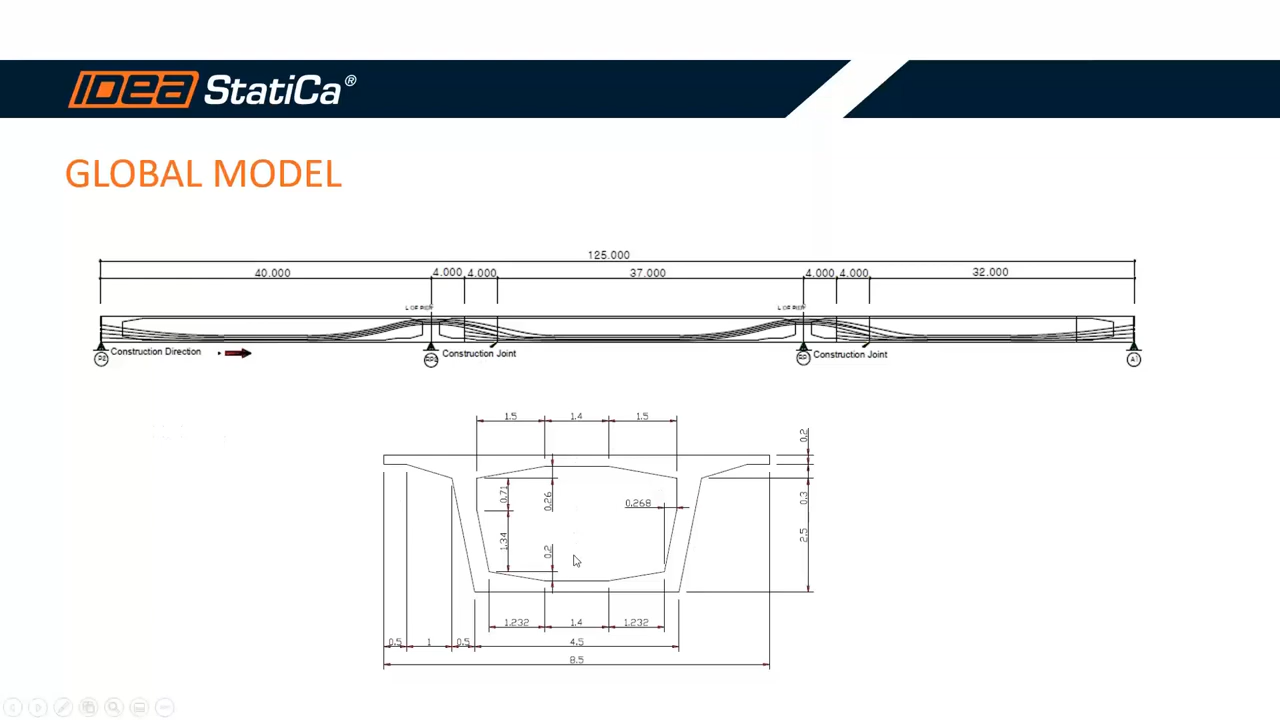 IDEA StatiCa®
GLOBAL MODEL
125.000
40.000 4.000 4.000 37.000 4.000 4.000 32.000
Construction Direction
Construction Joint
Construction Joint
A1
1.5 1.4 1.5
0.2
0.71 0.26 0.268 0.3
1.34 0.2 2.5
1.232 1.4 1.232
0.5 1 0.5 4.5
8.5